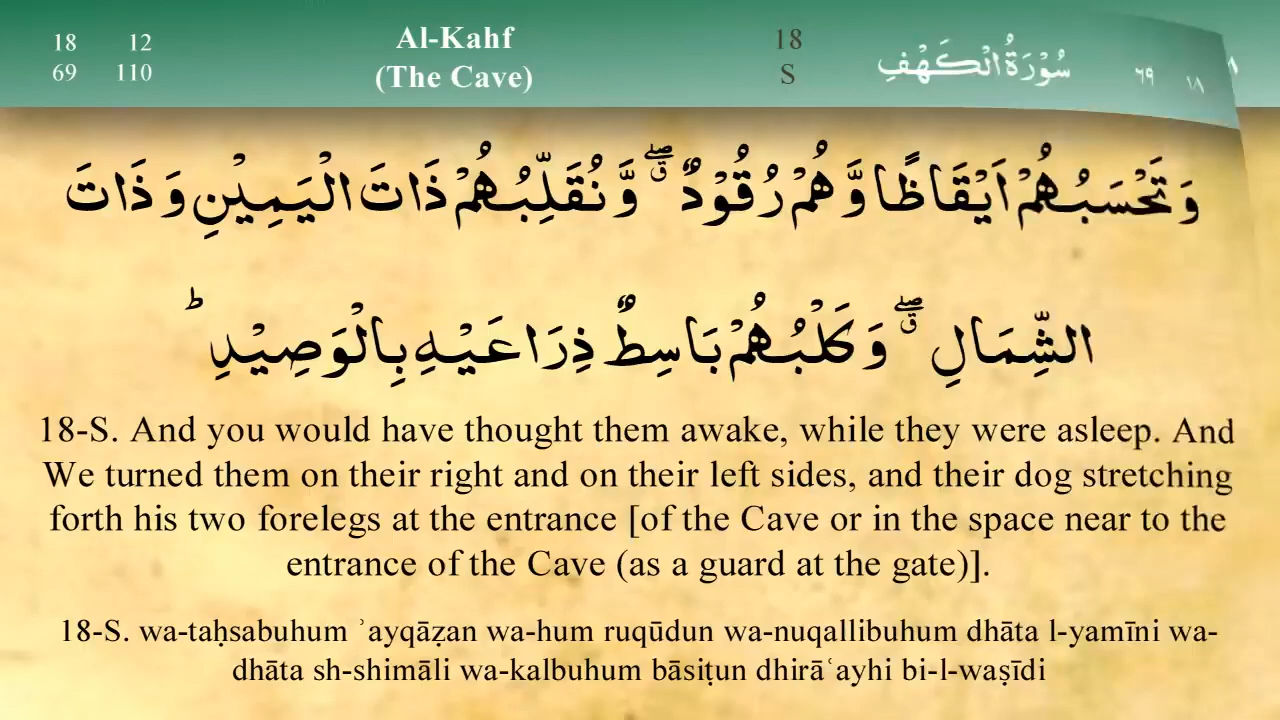 18 12
69 110
Al-Kahf
(The Cave)
18
S
سُوْرَةُ الْكَهْفِ
٦٩ ١٨
وَ تَحْسَبُهُمْ اَیْقَاظًا وَّ هُمْ رُقُوْدٌ ۖۗ وَّ نُقَلِّبُهُمْ ذَاتَ الْیَمِیْنِ وَ ذَاتَ
الشِّمَالِ ۖۗ وَ كَلْبُهُمْ بَاسِطٌ ذِرَاعَیْهِ بِالْوَصِیْدِ ؕ
18-S. And you would have thought them awake, while they were asleep. And
We turned them on their right and on their left sides, and their dog stretching
forth his two forelegs at the entrance [of the Cave or in the space near to the
entrance of the Cave (as a guard at the gate)].
18-S. wa-taḥsabuhum ʾayqāẓan wa-hum ruqūdun wa-nuqallibuhum dhāta l-yamīni wa-
dhāta sh-shimāli wa-kalbuhum bāsiṭun dhirāʿayhi bi-l-waṣīdi